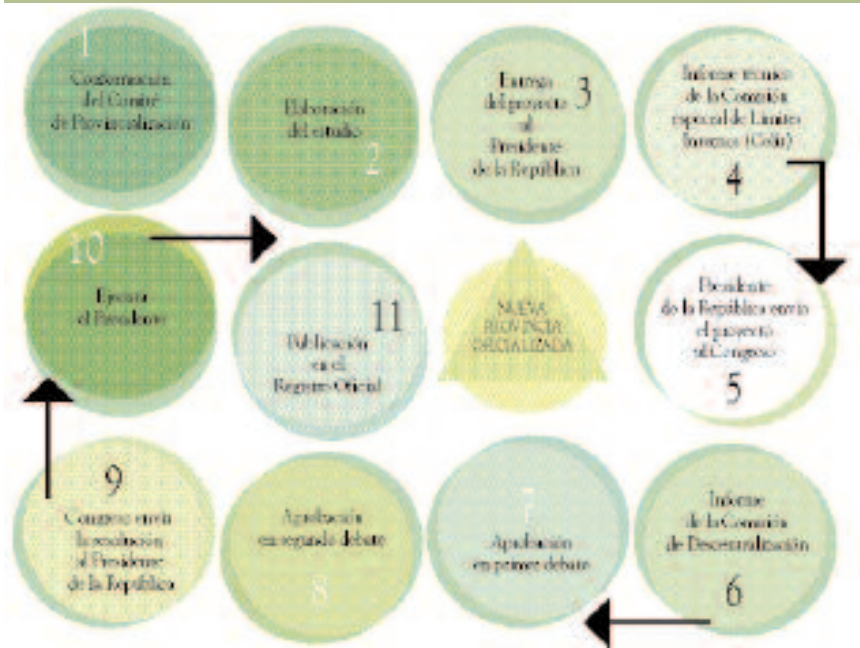 1
Conformación
del Comité
de Provincialización
Elaboración
del estudio
2
Entrega
del proyecto
al
Presidente
de la República
3
Informe técnico
de la Comisión
especial de Límites
Internos (Celir)
4
Presidente
de la República envía
el proyecto
al Congreso
5
Informe
de la Comisión
de Descentralización
6
7
Aprobación
en primer debate
Aprobación
en segundo debate
8
9
Congreso envía
la resolución
al Presidente
de la República
10
el Presidente
11
Publicación
en el
Registro Oficial
NUEVA
PROVINCIA
OFICIALIZADA